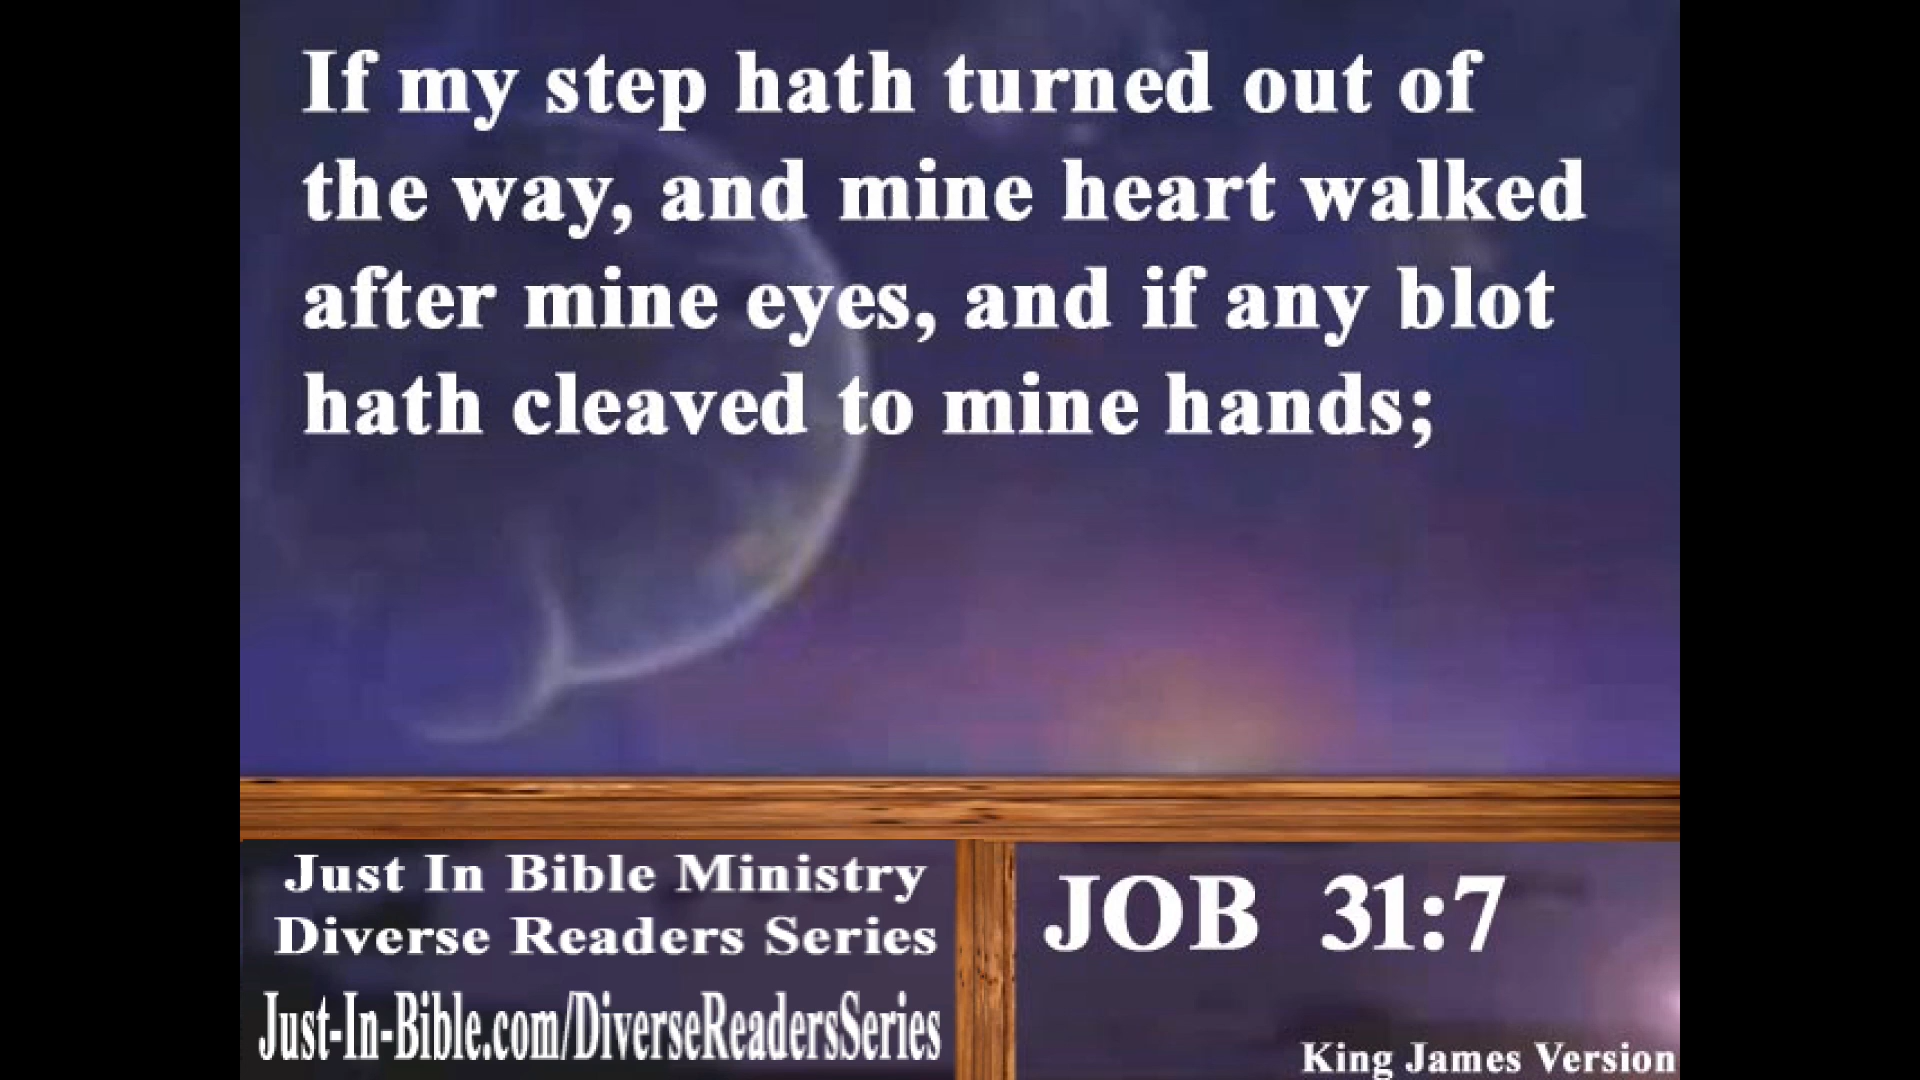 If my step hath turned out of
the way, and mine heart walked
after mine eyes, and if any blot
hath cleaved to mine hands;
Just In Bible Ministry
Diverse Readers Series
Just-In-Bible.com/DiverseReadersSeries
JOB 31:7
King James Version